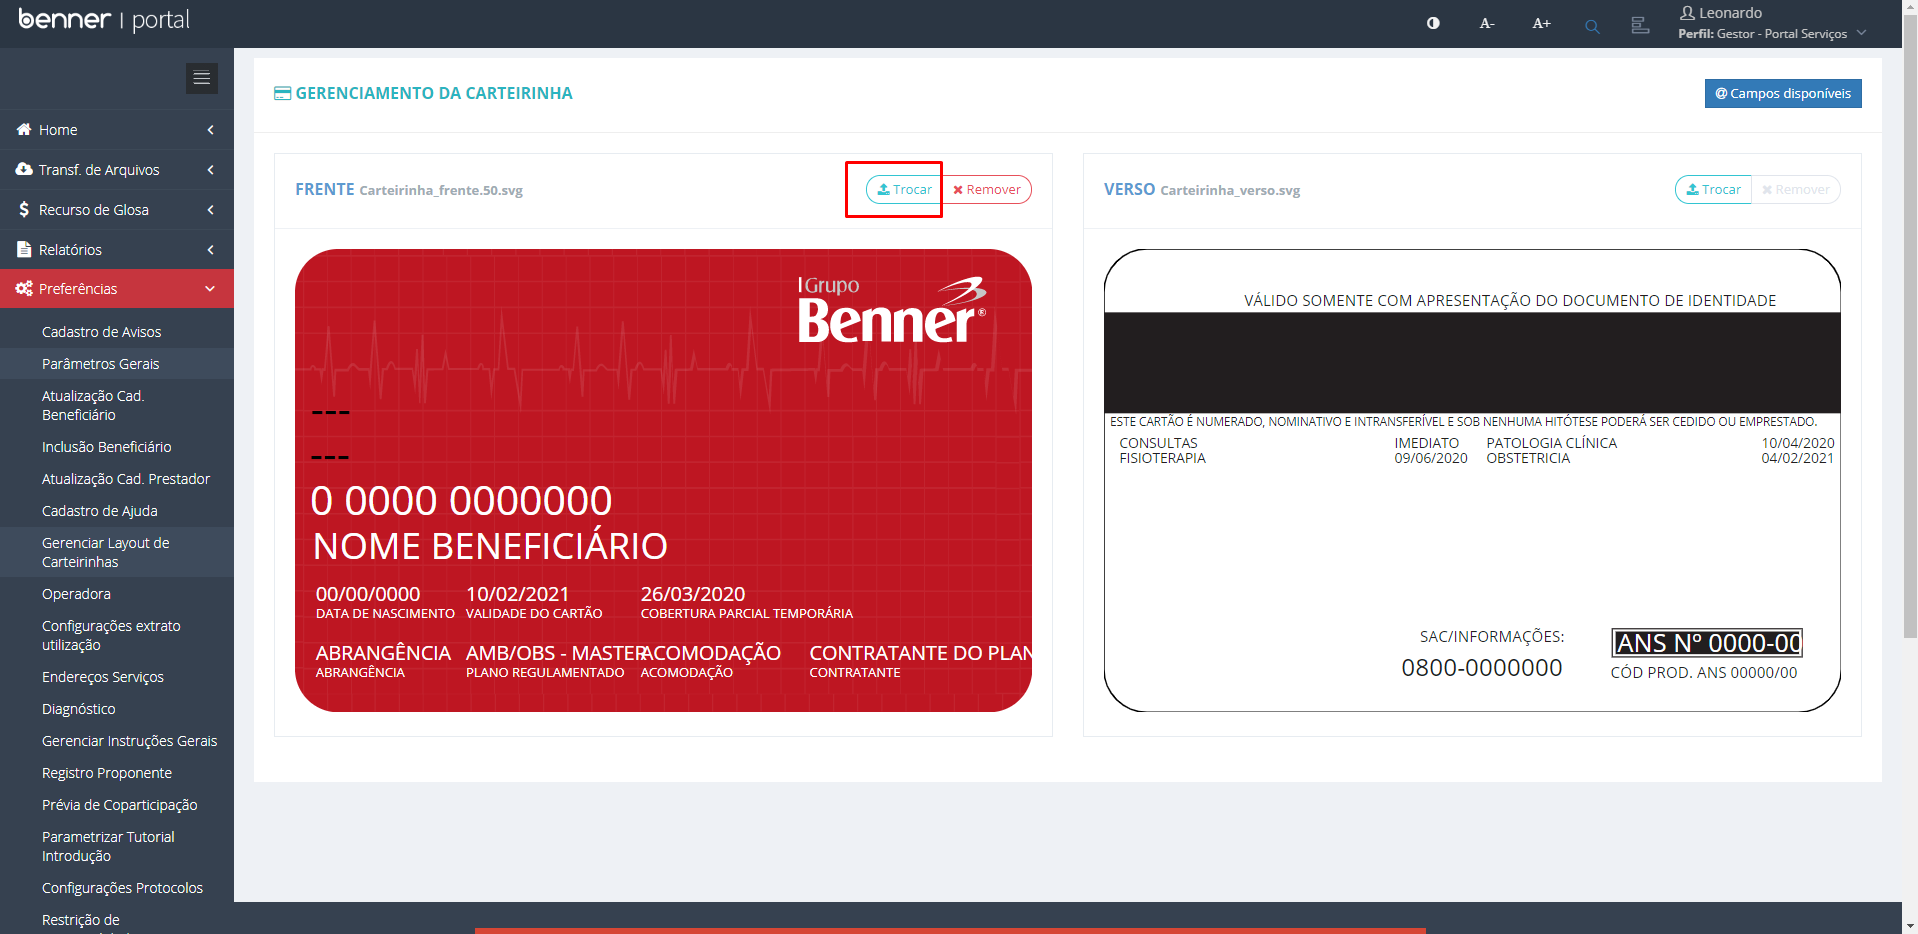 benner | portal
A-
A+
Leonardo
Perfil: Gestor - Portal Serviços
Home
Transf. de Arquivos
Recurso de Glosa
Relatórios
Preferências
Cadastro de Avisos
Parâmetros Gerais
Atualização Cad.
Beneficiário
Inclusão Beneficiário
Atualização Cad. Prestador
Cadastro de Ajuda
Gerenciar Layout de
Carteirinhas
Operadora
Configurações extrato
utilização
Endereços Serviços
Diagnóstico
Gerenciar Instruções Gerais
Registro Proponente
Prévia de Coparticipação
Parametrizar Tutorial
Introdução
Configurações Protocolos
Restrição de
GERENCIAMENTO DA CARTEIRINHA
@ Campos disponíveis
FRENTE Carteirinha_frente.50.svg
Trocar
Remover
Grupo
Benner®
---
---
0 0000 0000000
NOME BENEFICIÁRIO
00/00/0000 10/02/2021 26/03/2020
DATA DE NASCIMENTO VALIDADE DO CARTÃO COBERTURA PARCIAL TEMPORÁRIA
ABRANGÊNCIA AMB/OBS - MASTER ACOMODAÇÃO CONTRATANTE DO PLAN
ABRANGÊNCIA PLANO REGULAMENTADO ACOMODAÇÃO CONTRATANTE
VERSO Carteirinha_verso.svg
Trocar
Remover
VÁLIDO SOMENTE COM APRESENTAÇÃO DO DOCUMENTO DE IDENTIDADE
ESTE CARTÃO É NUMERADO, NOMINATIVO E INTRANSFERÍVEL E SOB NENHUMA HITÓTESE PODERÁ SER CEDIDO OU EMPRESTADO.
CONSULTAS IMEDIATO PATOLOGIA CLÍNICA 10/04/2020
FISIOTERAPIA 09/06/2020 OBSTETRICIA 04/02/2021
SAC/INFORMAÇÕES:
0800-0000000
ANS Nº 0000-00
CÓD PROD. ANS 00000/00